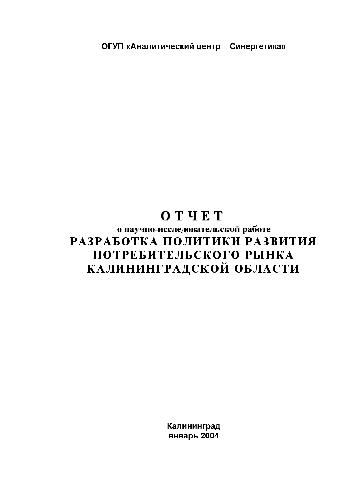 ОГУП «Аналитический центр Синергетика»
ОТЧЕТ
о научно-исследовательской работе
РАЗРАБОТКА ПОЛИТИКИ РАЗВИТИЯ
ПОТРЕБИТЕЛЬСКОГО РЫНКА
КАЛИНИНГРАДСКОЙ ОБЛАСТИ
Калининград
январь 2004